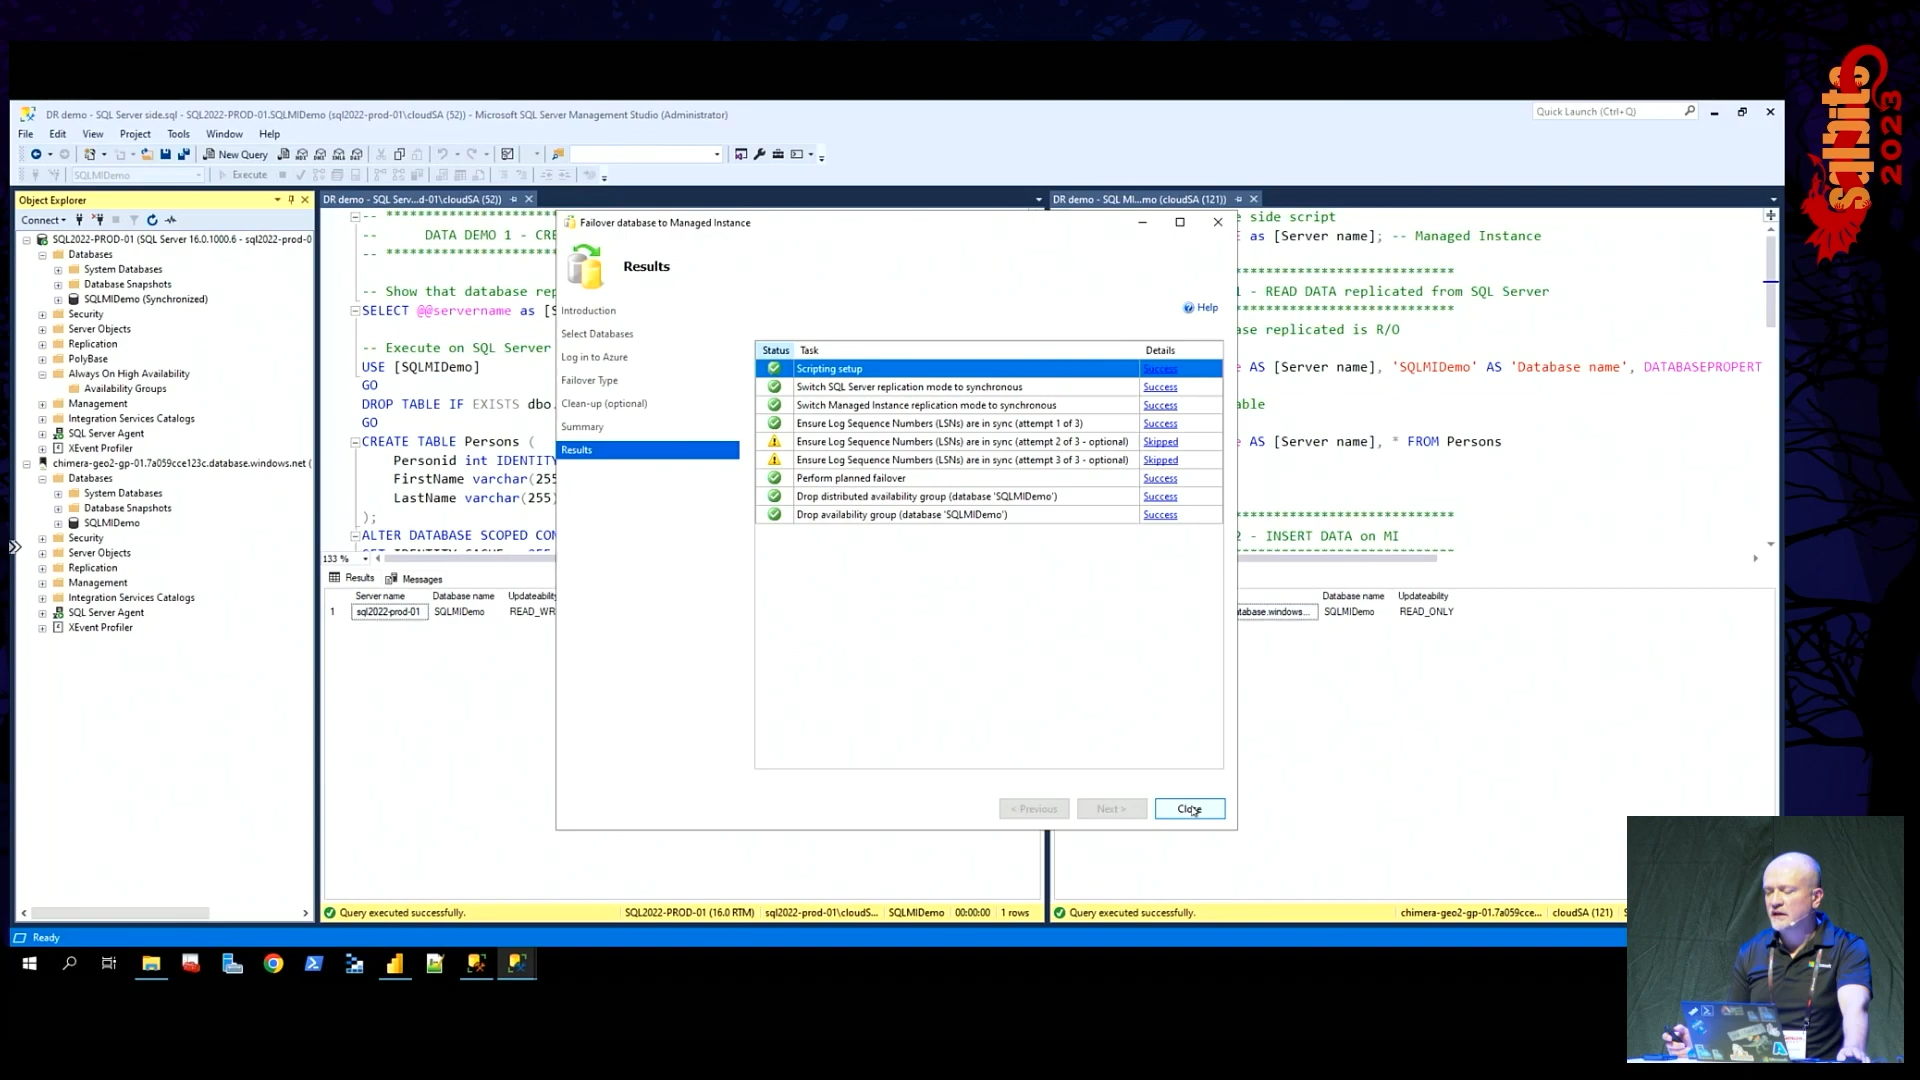 sqlbits 2023
DR demo - SQL Server side.sql - SQL2022-PROD-01.SQLMIDemo (sql2022-prod-01\cloudSA (52)) - Microsoft SQL Server Management Studio (Administrator)
Quick Launch (Ctrl+Q)
File Edit View Project Tools Window Help
New Query
SQLMIDemo
Execute
Object Explorer
Connect
SQL2022-PROD-01 (SQL Server 16.0.1000.6 - sql2022-prod-0
Databases
System Databases
Database Snapshots
SQLMIDemo (Synchronized)
Security
Server Objects
Replication
PolyBase
Always On High Availability
Availability Groups
Management
Integration Services Catalogs
SQL Server Agent
XEvent Profiler
chimera-geo2-gp-01.7a059cce123c.database.windows.net (
Databases
System Databases
Database Snapshots
SQLMIDemo
Security
Server Objects
Replication
Management
Integration Services Catalogs
SQL Server Agent
XEvent Profiler
DR demo - SQL Serv...d-01\cloudSA (52))
-- ******************
-- DATA DEMO 1 - CRE
-- ******************
-- Show that database rep
SELECT @@servername as [S
-- Execute on SQL Server
USE [SQLMIDemo]
GO
DROP TABLE IF EXISTS dbo.
GO
CREATE TABLE Persons (
Personid int IDENTITY
FirstName varchar(255
LastName varchar(255)
);
ALTER DATABASE SCOPED CON
133 %
Results Messages
Server name Database name Updateability
1 sql2022-prod-01 SQLMIDemo READ_WR
Query executed successfully.
SQL2022-PROD-01 (16.0 RTM) sql2022-prod-01\cloudS... SQLMIDemo 00:00:00 1 rows
Failover database to Managed Instance
Results
Help
Introduction
Select Databases
Log in to Azure
Failover Type
Clean-up (optional)
Summary
Results
Status Task Details
Scripting setup Success
Switch SQL Server replication mode to synchronous Success
Switch Managed Instance replication mode to synchronous Success
Ensure Log Sequence Numbers (LSNs) are in sync (attempt 1 of 3) Success
Ensure Log Sequence Numbers (LSNs) are in sync (attempt 2 of 3 - optional) Skipped
Ensure Log Sequence Numbers (LSNs) are in sync (attempt 3 of 3 - optional) Skipped
Perform planned failover Success
Drop distributed availability group (database 'SQLMIDemo') Success
Drop availability group (database 'SQLMIDemo') Success
< Previous Next > Close
DR demo - SQL MI...mo (cloudSA (121))
e side script
E as [Server name]; -- Managed Instance
*****************************
1 - READ DATA replicated from SQL Server
*****************************
ase replicated is R/O
E AS [Server name], 'SQLMIDemo' AS 'Database name', DATABASEPROPERT
able
E AS [Server name], * FROM Persons
*****************************
2 - INSERT DATA on MI
*****************************
Database name Updateability
atabase.windows... SQLMIDemo READ_ONLY
Query executed successfully.
chimera-geo2-gp-01.7a059cce... cloudSA (121)
Ready